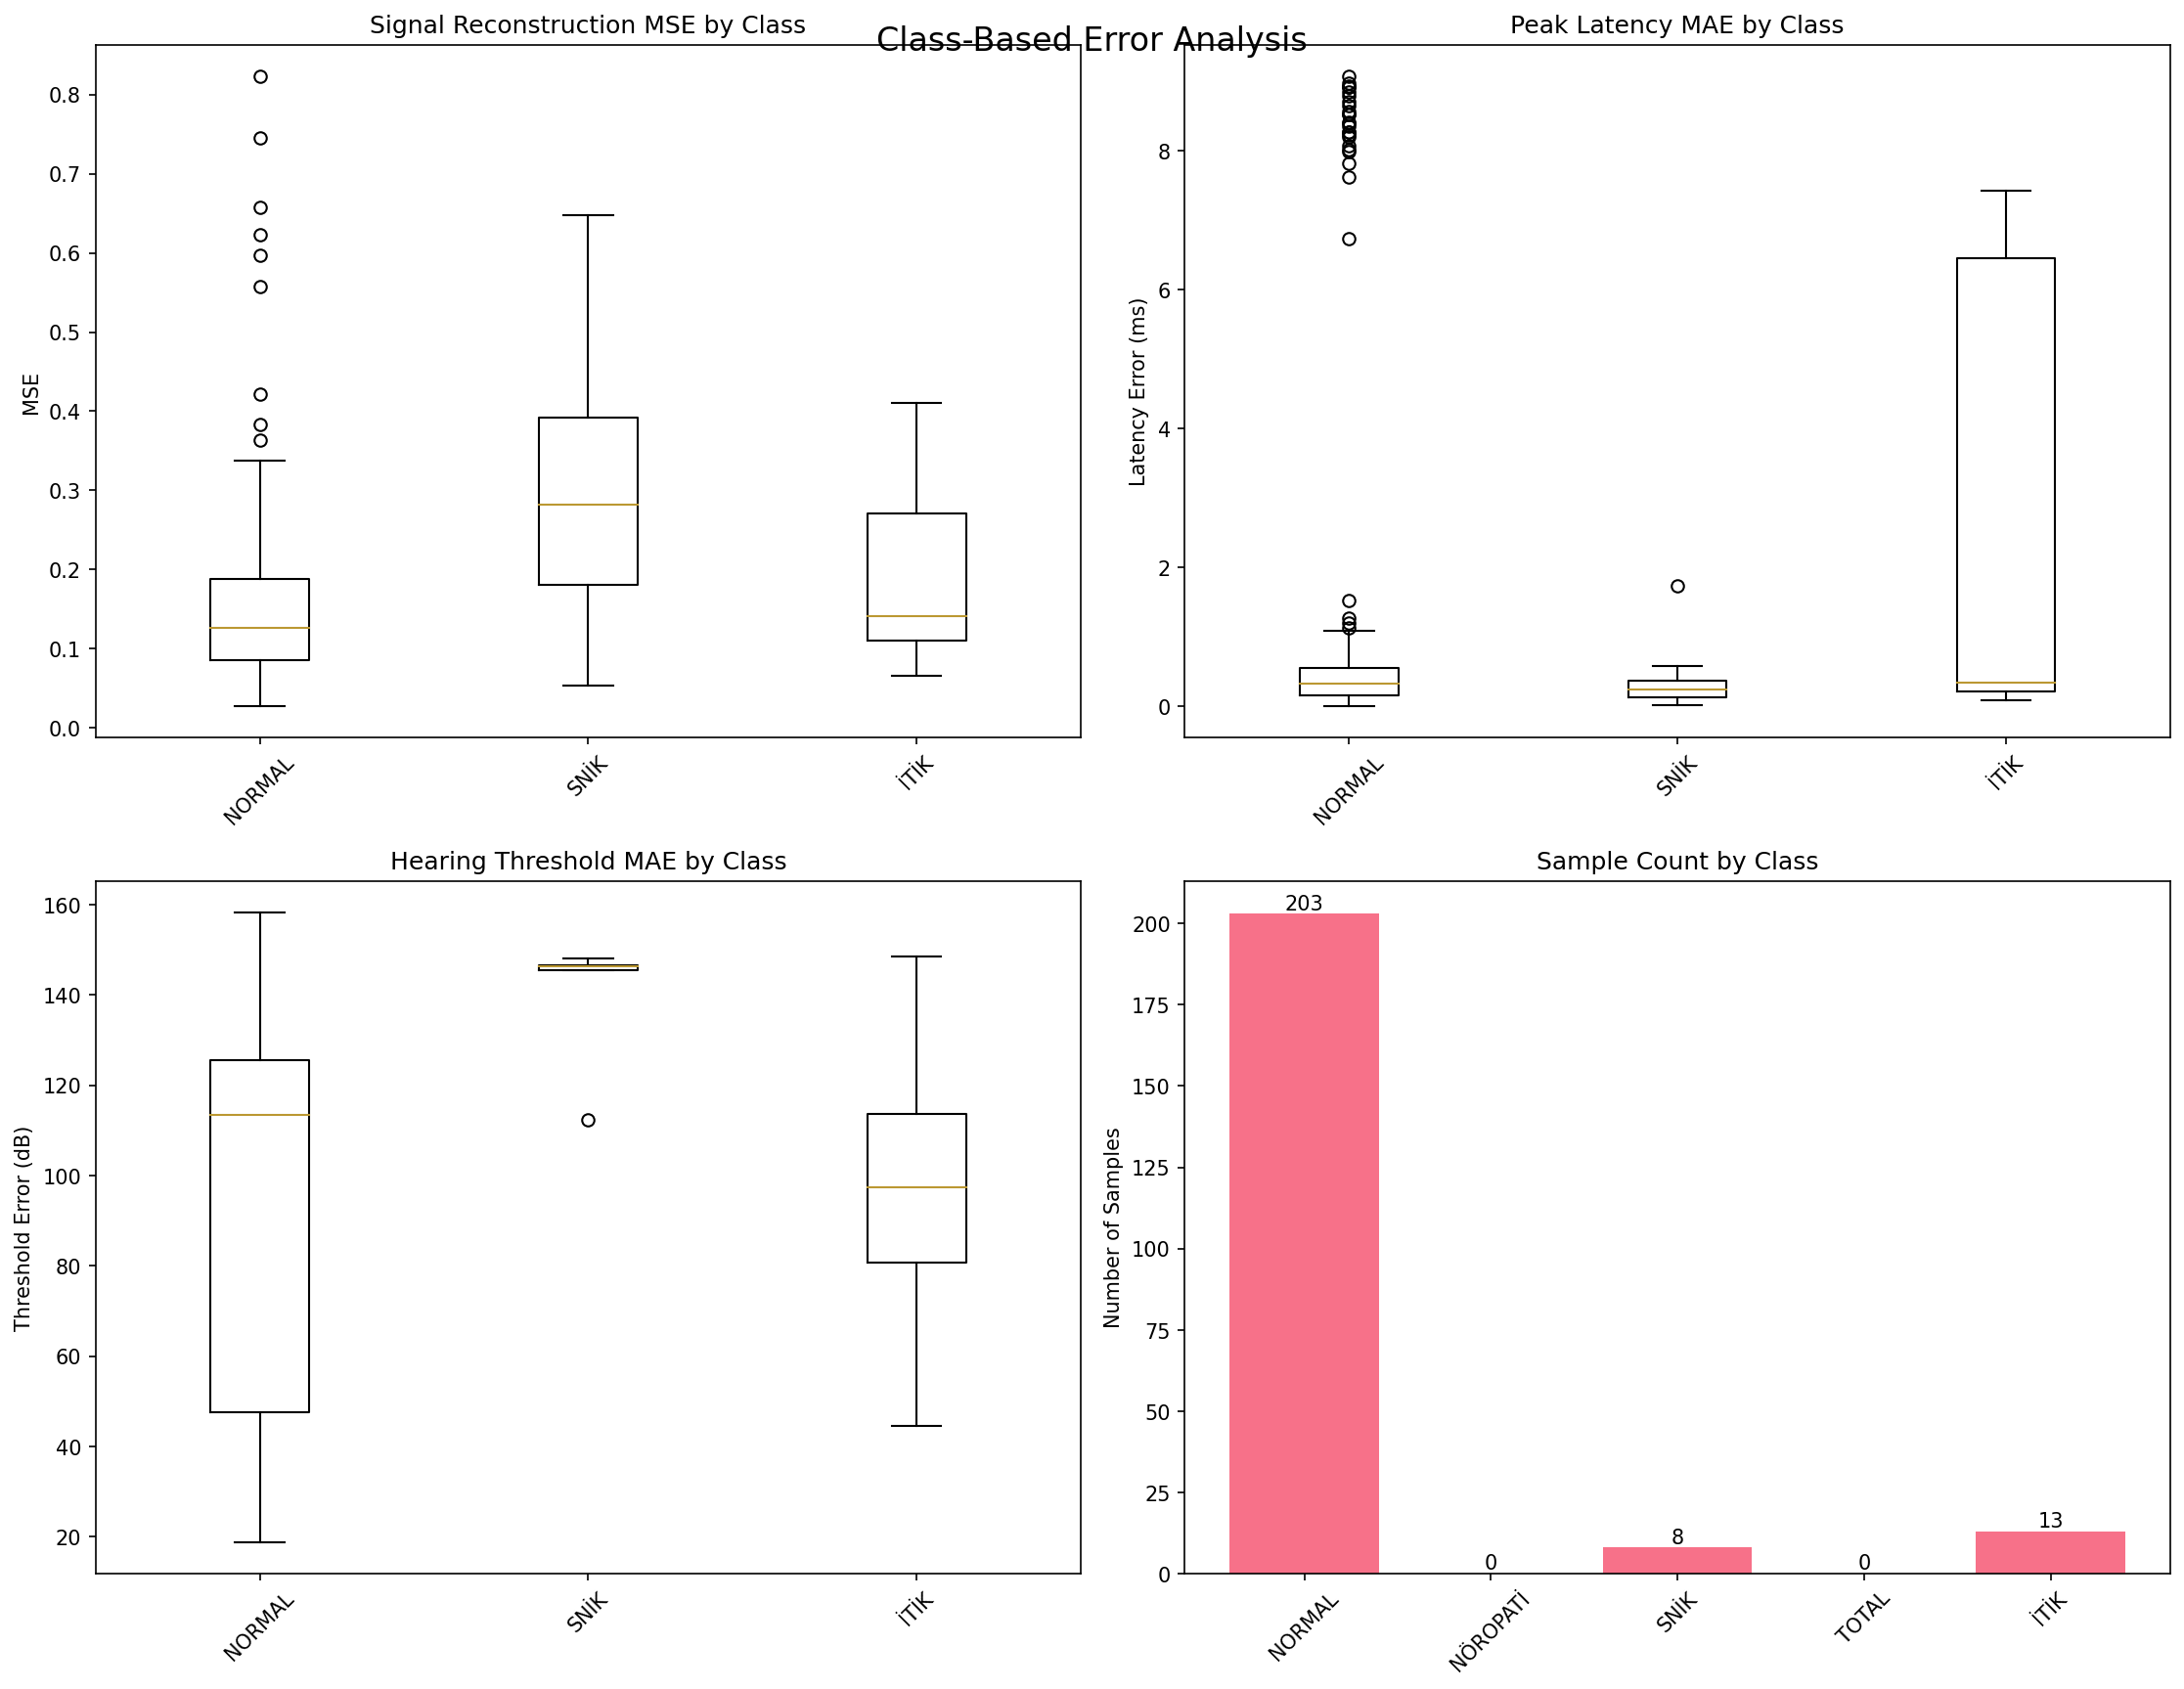 Class-Based Error Analysis
Signal Reconstruction MSE by Class
MSE
0.8
0.7
0.6
0.5
0.4
0.3
0.2
0.1
0.0
NORMAL
SNİK
İTİK
Peak Latency MAE by Class
Latency Error (ms)
8
6
4
2
0
NORMAL
SNİK
İTİK
Hearing Threshold MAE by Class
Threshold Error (dB)
160
140
120
100
80
60
40
20
NORMAL
SNİK
İTİK
Sample Count by Class
Number of Samples
200
175
150
125
100
75
50
25
0
203
0
8
0
13
NORMAL
NÖROPATİ
SNİK
TOTAL
İTİK